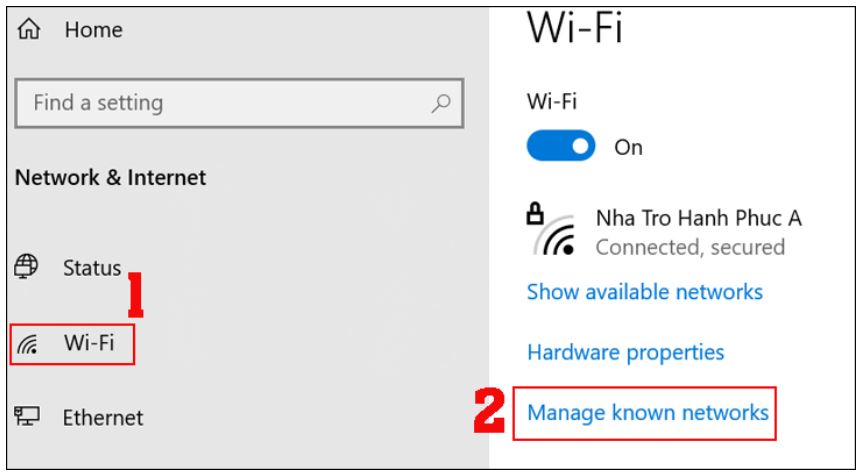 Home
Find a setting
Network & Internet
Status
1
Wi-Fi
Ethernet
Wi-Fi
Wi-Fi
On
Nha Tro Hanh Phuc A
Connected, secured
Show available networks
Hardware properties
2
Manage known networks